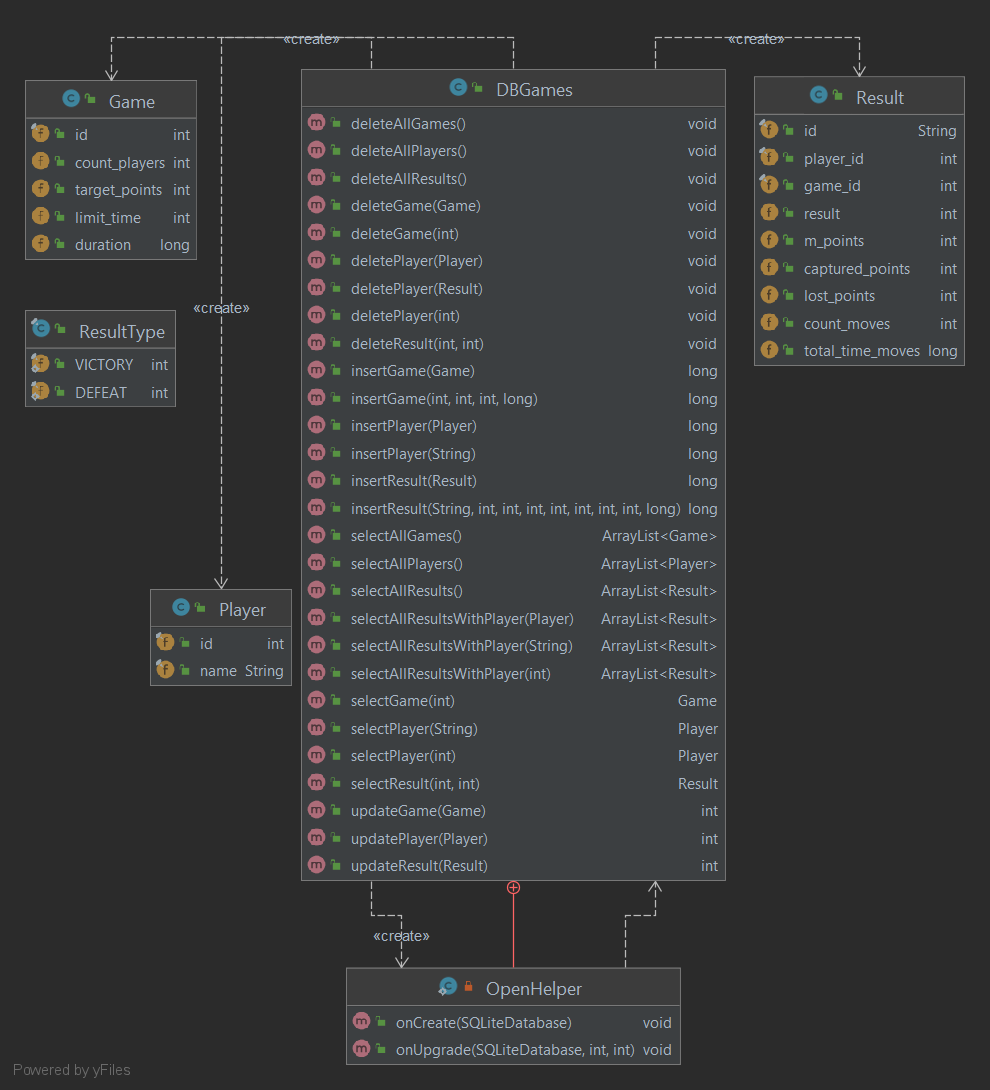 «create»
«create»
Game
id int
count_players int
target_points int
limit_time int
duration long
«create»
ResultType
VICTORY int
DEFEAT int
Player
id int
name String
DBGames
deleteAllGames() void
deleteAllPlayers() void
deleteAllResults() void
deleteGame(Game) void
deleteGame(int) void
deletePlayer(Player) void
deletePlayer(Result) void
deletePlayer(int) void
deleteResult(int, int) void
insertGame(Game) long
insertGame(int, int, int, long) long
insertPlayer(Player) long
insertPlayer(String) long
insertResult(Result) long
insertResult(String, int, int, int, int, int, int, int, long) long
selectAllGames() ArrayList<Game>
selectAllPlayers() ArrayList<Player>
selectAllResults() ArrayList<Result>
selectAllResultsWithPlayer(Player) ArrayList<Result>
selectAllResultsWithPlayer(String) ArrayList<Result>
selectAllResultsWithPlayer(int) ArrayList<Result>
selectGame(int) Game
selectPlayer(String) Player
selectPlayer(int) Player
selectResult(int, int) Result
updateGame(Game) int
updatePlayer(Player) int
updateResult(Result) int
Result
id String
player_id int
game_id int
result int
m_points int
captured_points int
lost_points int
count_moves int
total_time_moves long
«create»
OpenHelper
onCreate(SQLiteDatabase) void
onUpgrade(SQLiteDatabase, int, int) void
Powered by yFiles